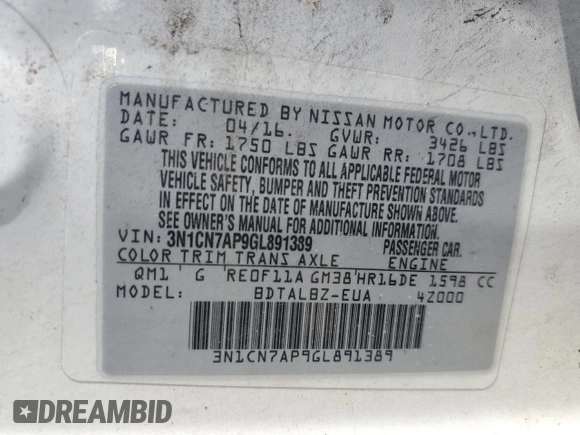 MANUFACTURED BY NISSAN MOTOR CO.,LTD.
DATE: 04/16. GVWR: 3426 LBS
GAWR FR: 1750 LBS GAWR RR: 1708 LBS
THIS VEHICLE CONFORMS TO ALL APPLICABLE FEDERAL MOTOR
VEHICLE SAFETY, BUMPER AND THEFT PREVENTION STANDARDS
IN EFFECT ON THE DATE OF MANUFACTURE SHOWN ABOVE.
SEE OWNER'S MANUAL FOR ADDITIONAL INFORMATION.
VIN: 3N1CN7AP9GL891389 PASSENGER CAR.
COLOR TRIM TRANS AXLE ENGINE
QM1 G RE0F11A GM38 HR16DE 1598 CC
MODEL: BDTALBZ-EUA 4Z000
3N1CN7AP9GL891389
DREAMBID